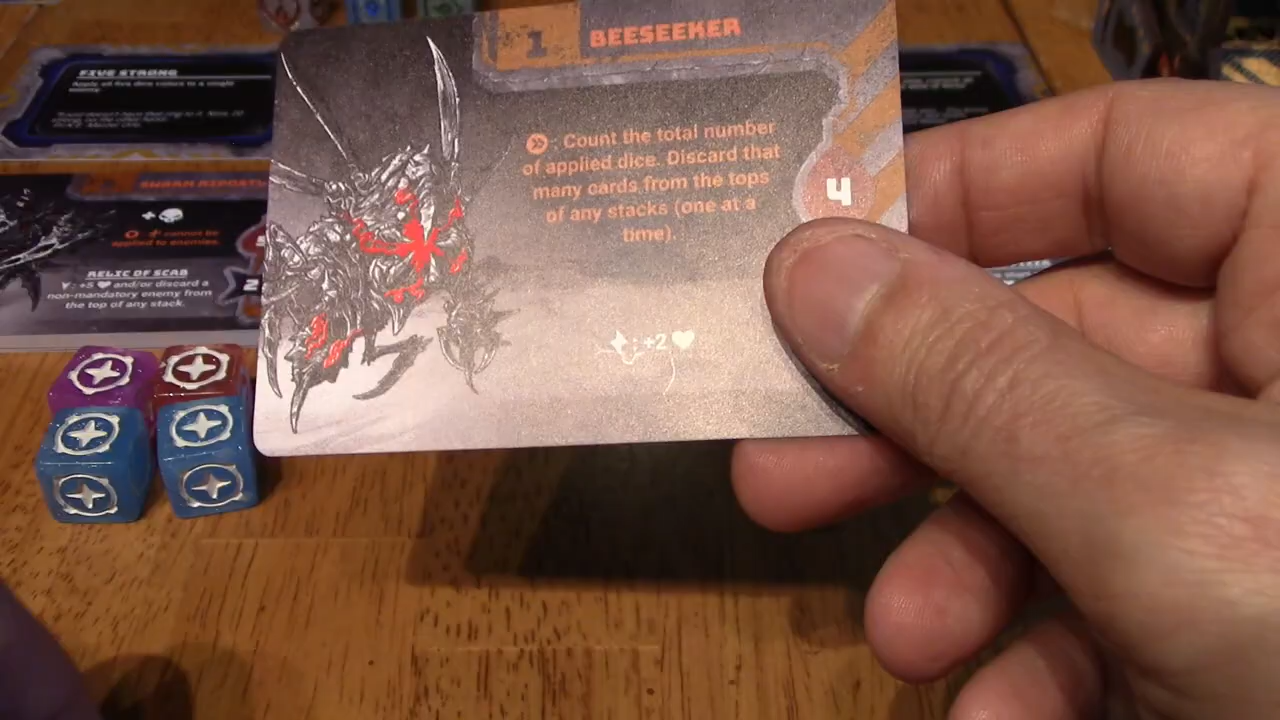 1 BEESEEKER
: Count the total number
of applied dice. Discard that
many cards from the tops
of any stacks (one at a
time).
4
: +2
FIVE STRONG
Apply all five dice colors to a single
enemy.
SWARM
+
cannot be
applied to enemies.
RELIC OF SCAB
: +5 and/or discard a
non-mandatory enemy from
the top of any stack.
2